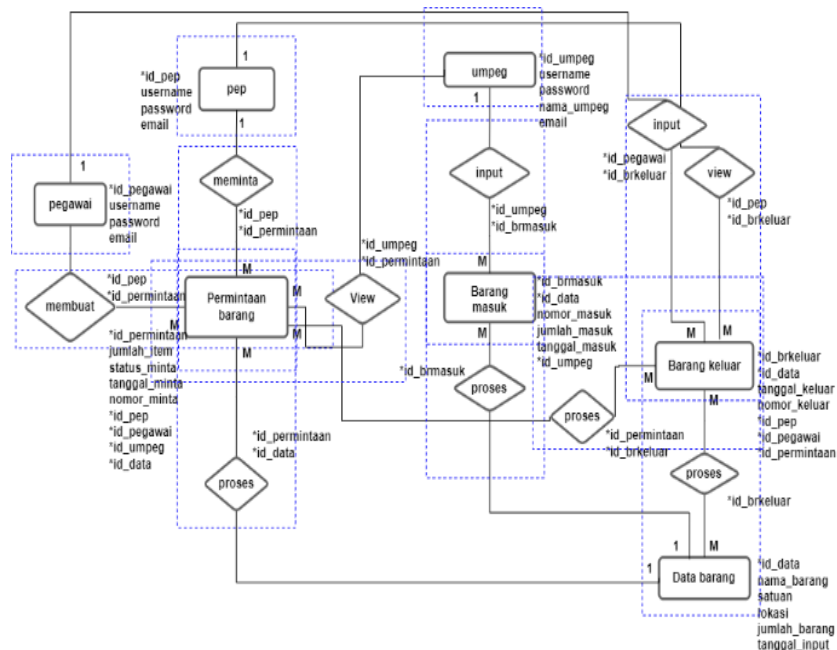 1
pep
*id_pep
username
password
email
1
umpeg
*id_umpeg
username
password
nama_umpeg
email
1
input
*id_pegawai
*id_brkeluar
view
*id_pep
*id_brkeluar
1
pegawai
*id_pegawai
username
password
email
meminta
*id_pep
*id_permintaan
input
*id_umpeg
*id_brmasuk
*id_umpeg
*id_permintaan
membuat
*id_pep
*id_permintaan
M
M
M
M
M
M
Permintaan
barang
View
M
Barang
masuk
M
*id_brmasuk
*id_data
nomor_masuk
jumlah_masuk
tanggal_masuk
*id_umpeg
*id_permintaan
jumlah_item
status_minta
tanggal_minta
nomor_minta
*id_pep
*id_pegawai
*id_umpeg
*id_data
*id_brmasuk
proses
M
M
Barang keluar
M
M
*id_brkeluar
*id_data
tanggal_keluar
nomor_keluar
*id_pep
*id_pegawai
*id_permintaan
proses
*id_permintaan
*id_brkeluar
*id_permintaan
*id_data
proses
proses
*id_brkeluar
1
M
1
Data barang
*id_data
nama_barang
satuan
lokasi
jumlah_barang
tanggal_input